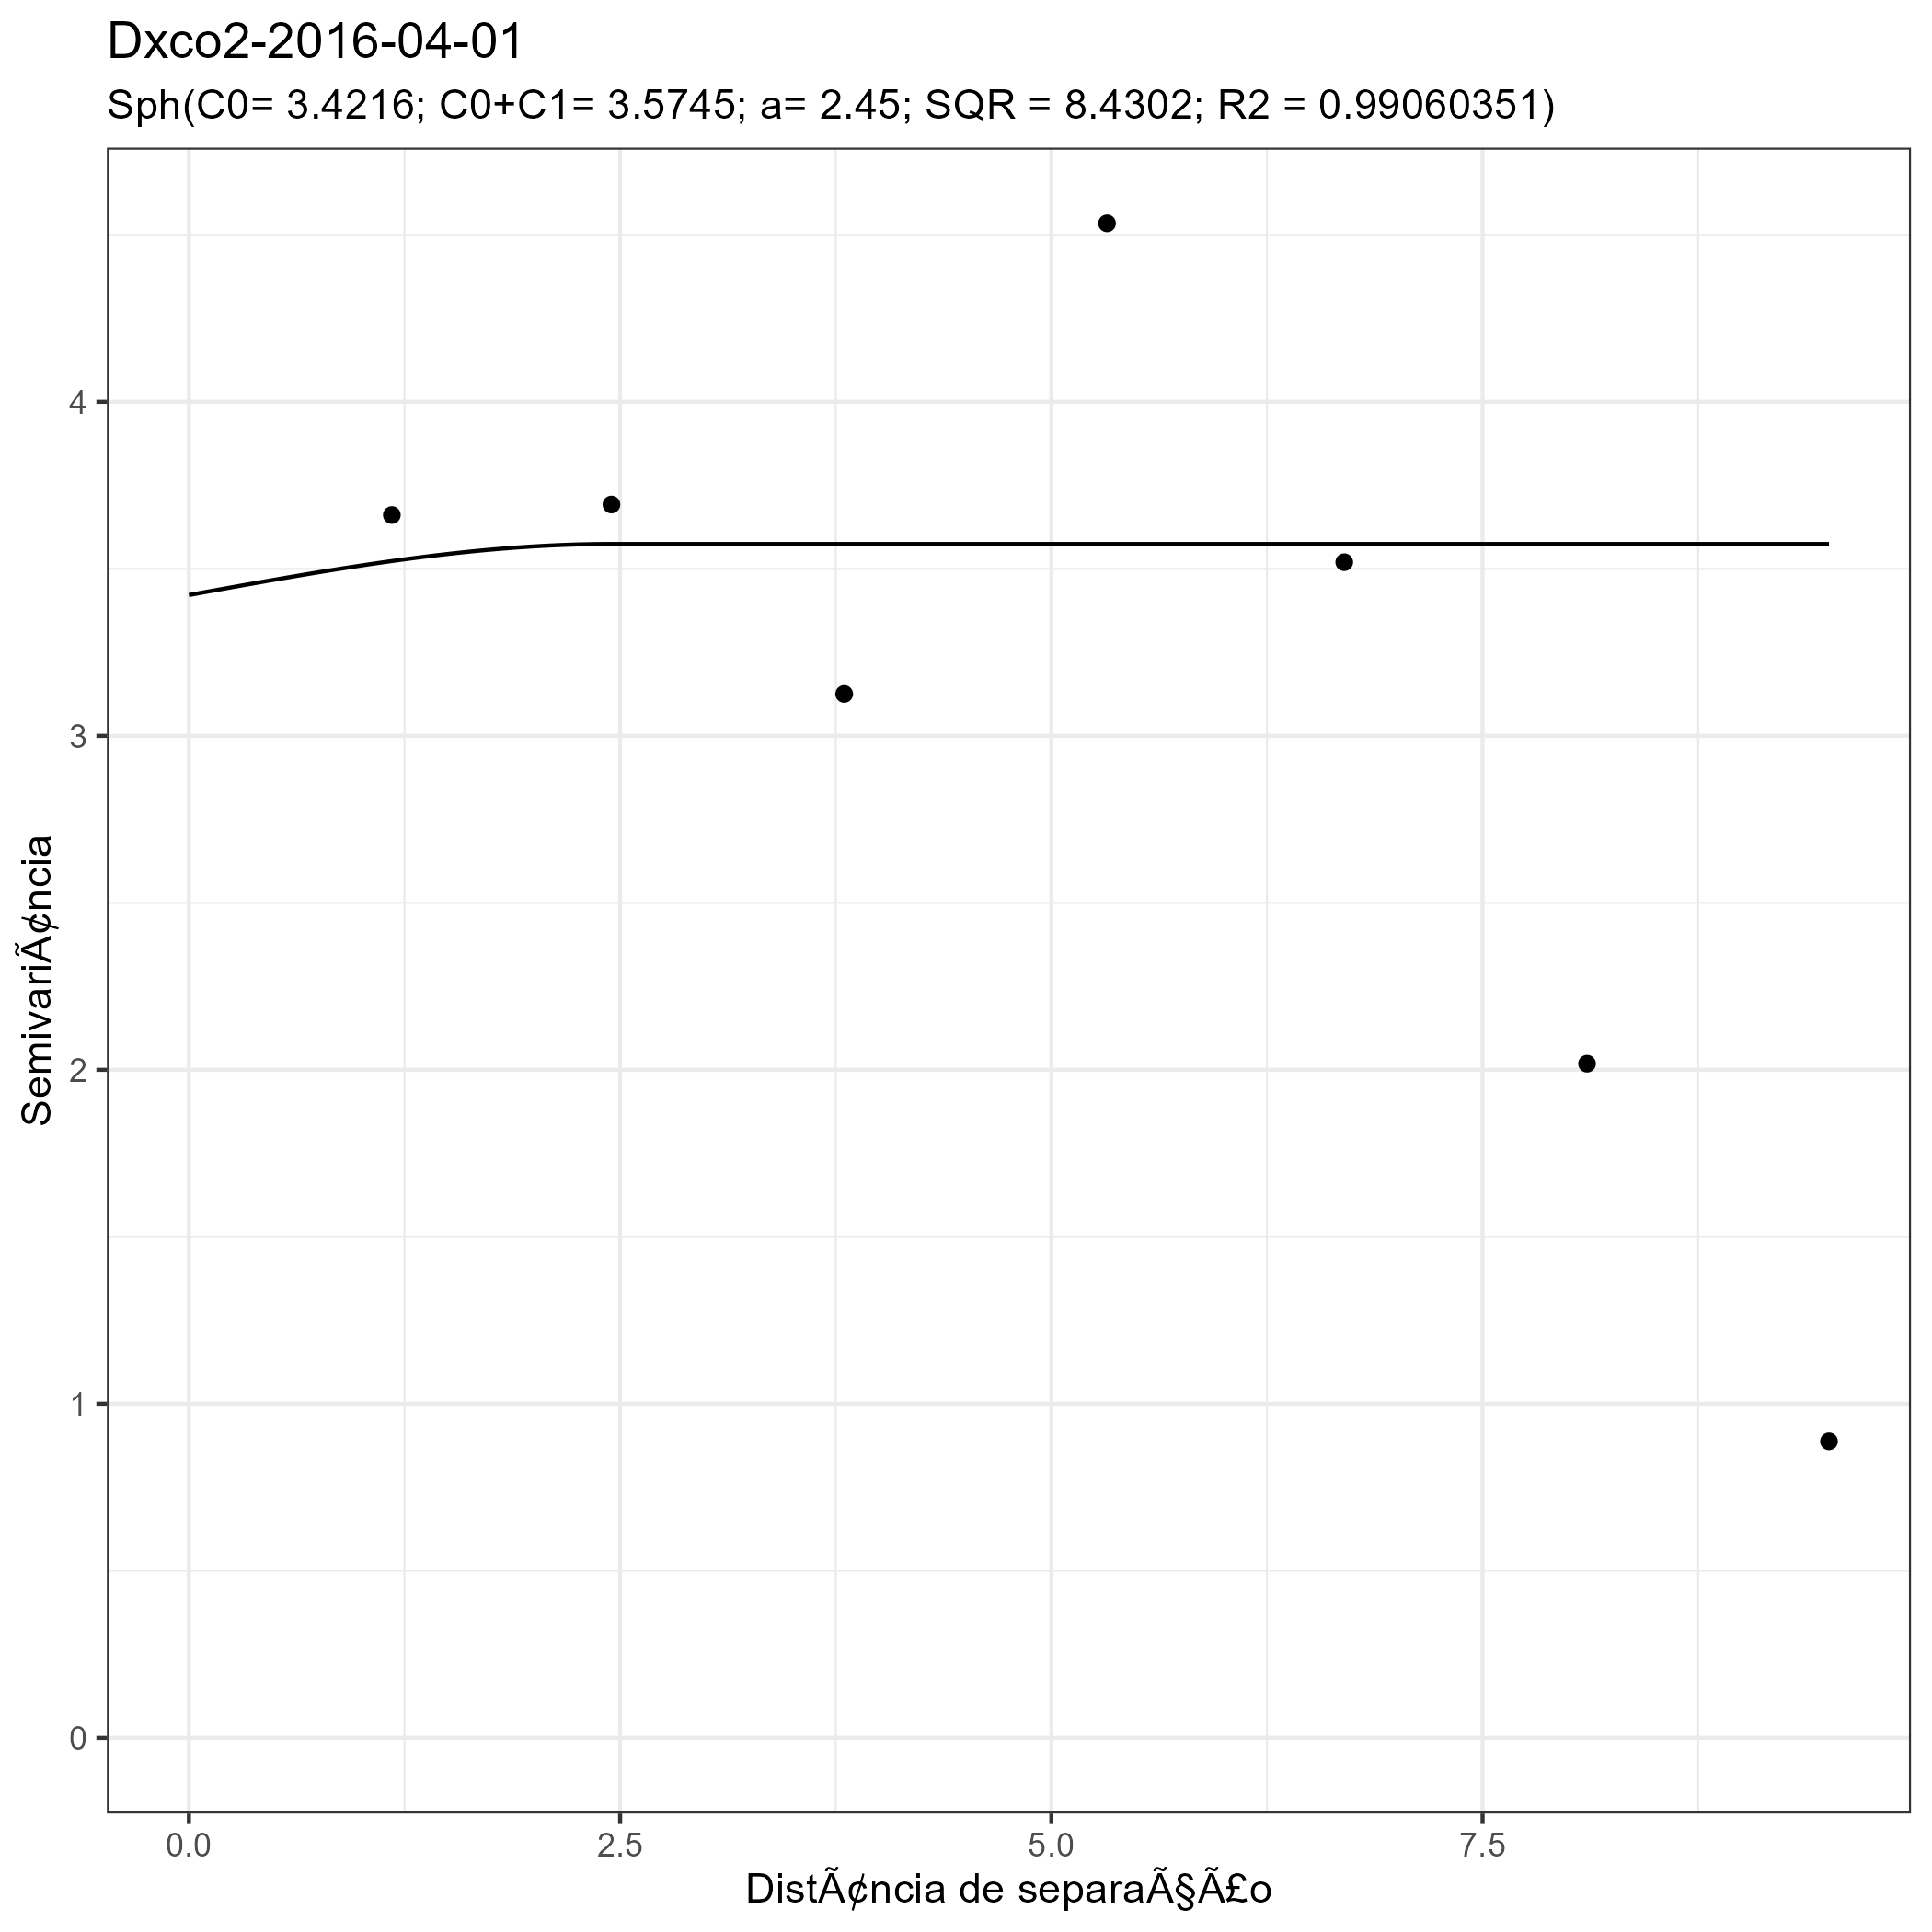 Dxco2-2016-04-01
Sph(C0= 3.4216; C0+C1= 3.5745; a= 2.45; SQR = 8.4302; R2 = 0.99060351)
SemivariÃ¢ncia
4
3
2
1
0
0.0 2.5 5.0 7.5
DistÃ¢ncia de separaÃ§Ã£o